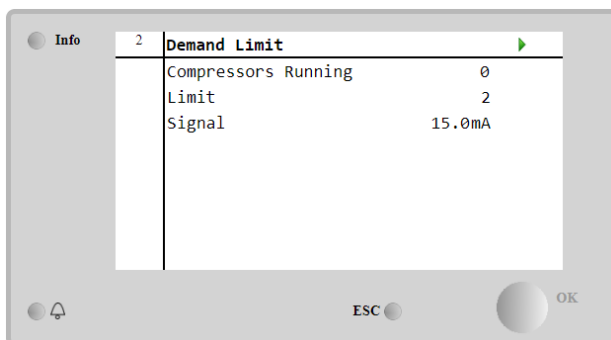 Info
2 Demand Limit
Compressors Running 0
Limit 2
Signal 15.0mA
ESC
OK